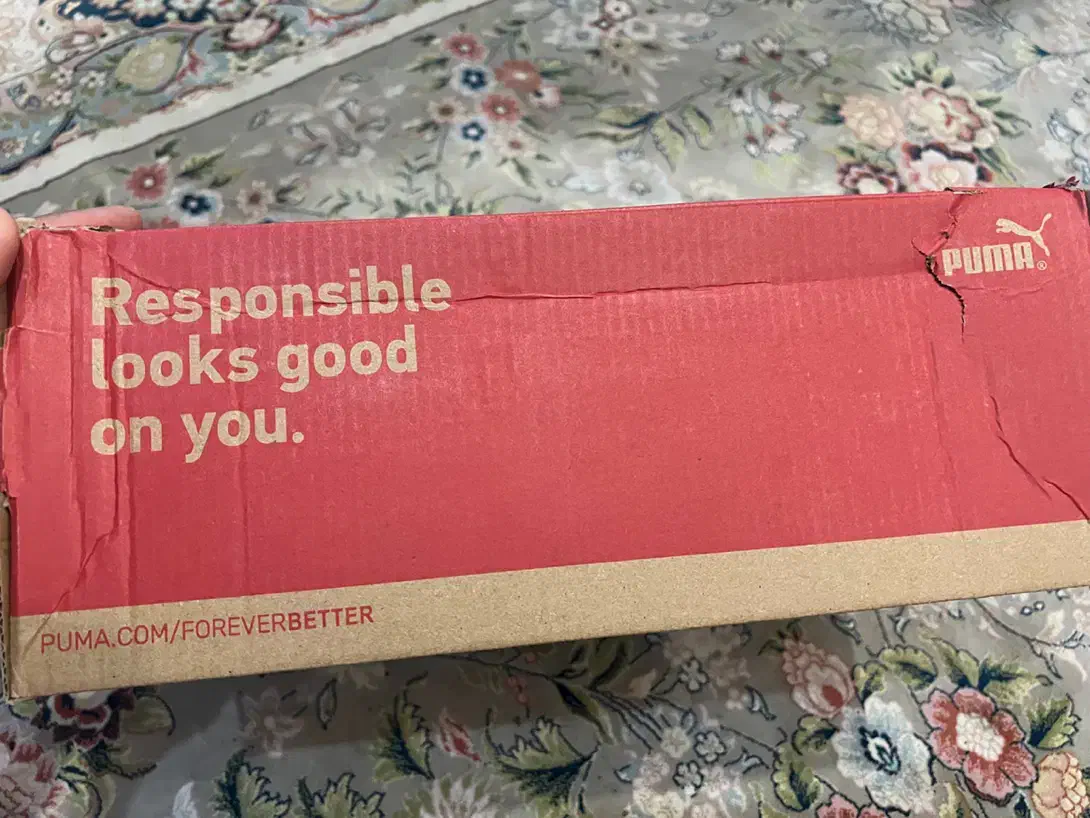 Responsible
looks good
on you.
PUMA®
PUMA.COM/FOREVERBETTER